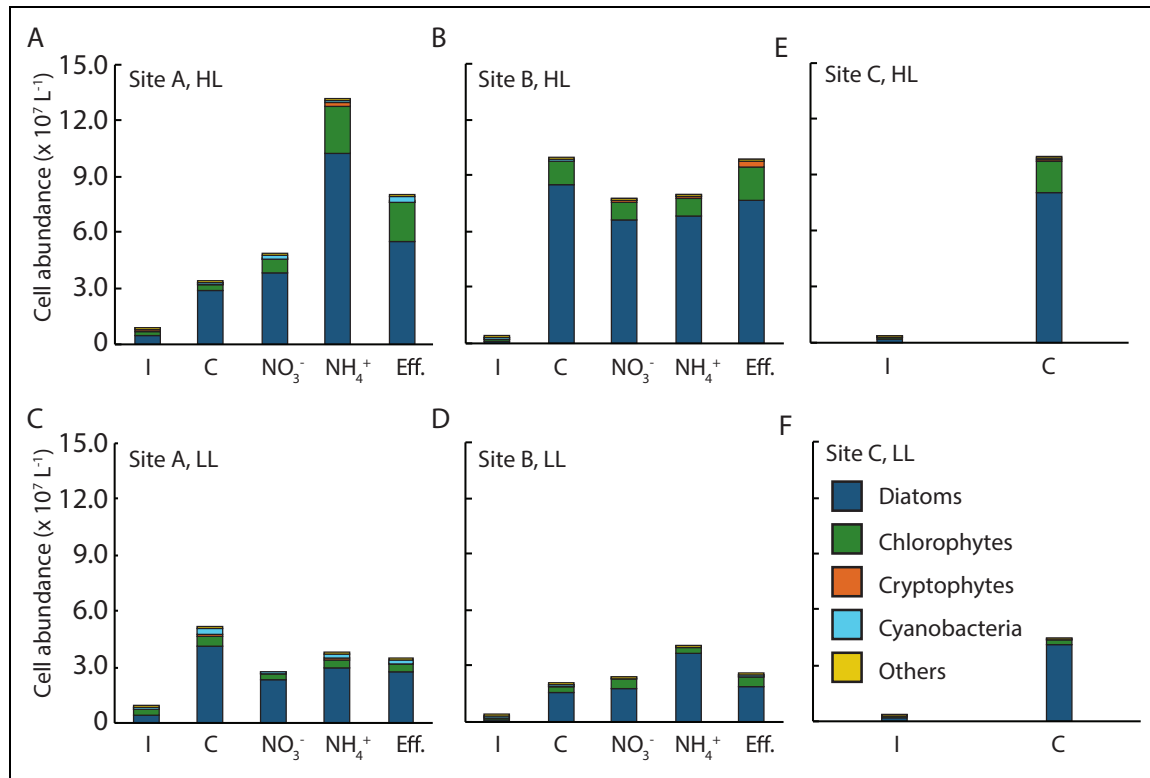 A
B
E
Site A, HL
Site B, HL
Site C, HL
Cell abundance (x 10⁷ L⁻¹)
15.0
12.0
9.0
6.0
3.0
0
I C NO₃⁻ NH₄⁺ Eff.
I C NO₃⁻ NH₄⁺ Eff.
I C
C
D
F
Site A, LL
Site B, LL
Site C, LL
Cell abundance (x 10⁷ L⁻¹)
15.0
12.0
9.0
6.0
3.0
0
Diatoms
Chlorophytes
Cryptophytes
Cyanobacteria
Others
I C NO₃⁻ NH₄⁺ Eff.
I C NO₃⁻ NH₄⁺ Eff.
I C